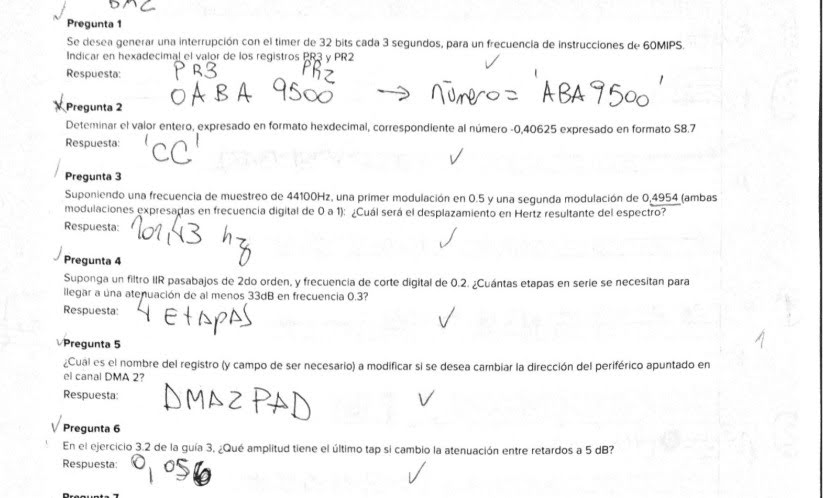 Pregunta 1
Se desea generar una interrupción con el timer de 32 bits cada 3 segundos, para un frecuencia de instrucciones de 60MIPS.
Indicar en hexadecimal el valor de los registros PR3 y PR2
PR3 PR2
Respuesta: 0ABA 9500 → número = 'ABA9500'
Pregunta 2
Deteminar el valor entero, expresado en formato hexdecimal, correspondiente al número -0,40625 expresado en formato S8.7
Respuesta: 'CC'
Pregunta 3
Suponiendo una frecuencia de muestreo de 44100Hz, una primer modulación en 0.5 y una segunda modulación de 0,4954 (ambas
modulaciones expresadas en frecuencia digital de 0 a 1): ¿Cuál será el desplazamiento en Hertz resultante del espectro?
Respuesta: 101,43 hz
Pregunta 4
Suponga un filtro IIR pasabajos de 2do orden, y frecuencia de corte digital de 0.2. ¿Cuántas etapas en serie se necesitan para
llegar a una atenuación de al menos 33dB en frecuencia 0.3?
Respuesta: 4 EtAPAS
Pregunta 5
¿Cuál es el nombre del registro (y campo de ser necesario) a modificar si se desea cambiar la dirección del periférico apuntado en
el canal DMA 2?
Respuesta: DMA2PAD
Pregunta 6
En el ejercicio 3.2 de la guía 3, ¿Qué amplitud tiene el último tap si cambio la atenuación entre retardos a 5 dB?
Respuesta: 0,056
Pregunta 7